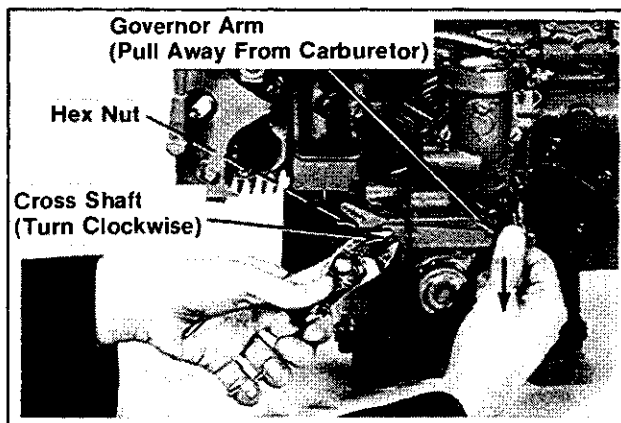 Governor Arm
(Pull Away From Carburetor)
Hex Nut
Cross Shaft
(Turn Clockwise)